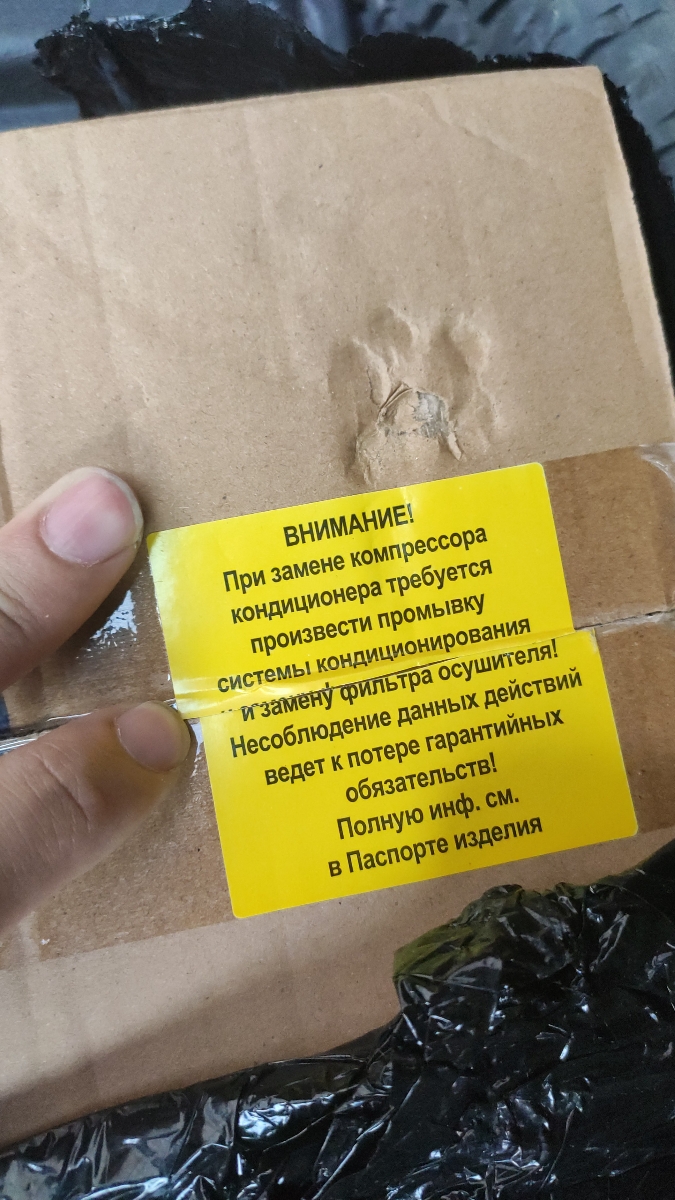 ВНИМАНИЕ!
При замене компрессора
кондиционера требуется
произвести промывку
системы кондиционирования
и замену фильтра осушителя!
Несоблюдение данных действий
ведет к потере гарантийных
обязательств!
Полную инф. см.
в Паспорте изделия